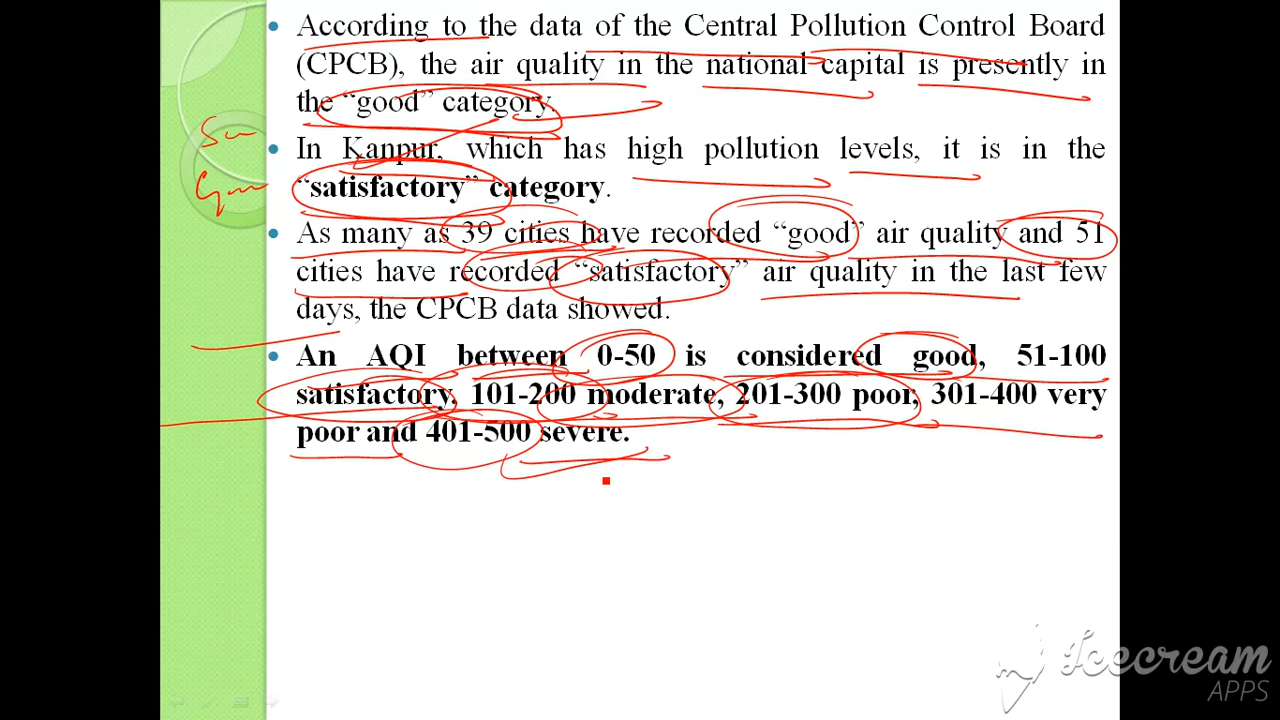 According to the data of the Central Pollution Control Board
(CPCB), the air quality in the national capital is presently in
the “good” category.
In Kanpur, which has high pollution levels, it is in the
“satisfactory” category.
As many as 39 cities have recorded “good” air quality and 51
cities have recorded “satisfactory” air quality in the last few
days, the CPCB data showed.
An AQI between 0-50 is considered good, 51-100
satisfactory, 101-200 moderate, 201-300 poor, 301-400 very
poor and 401-500 severe.
Icecream
APPS